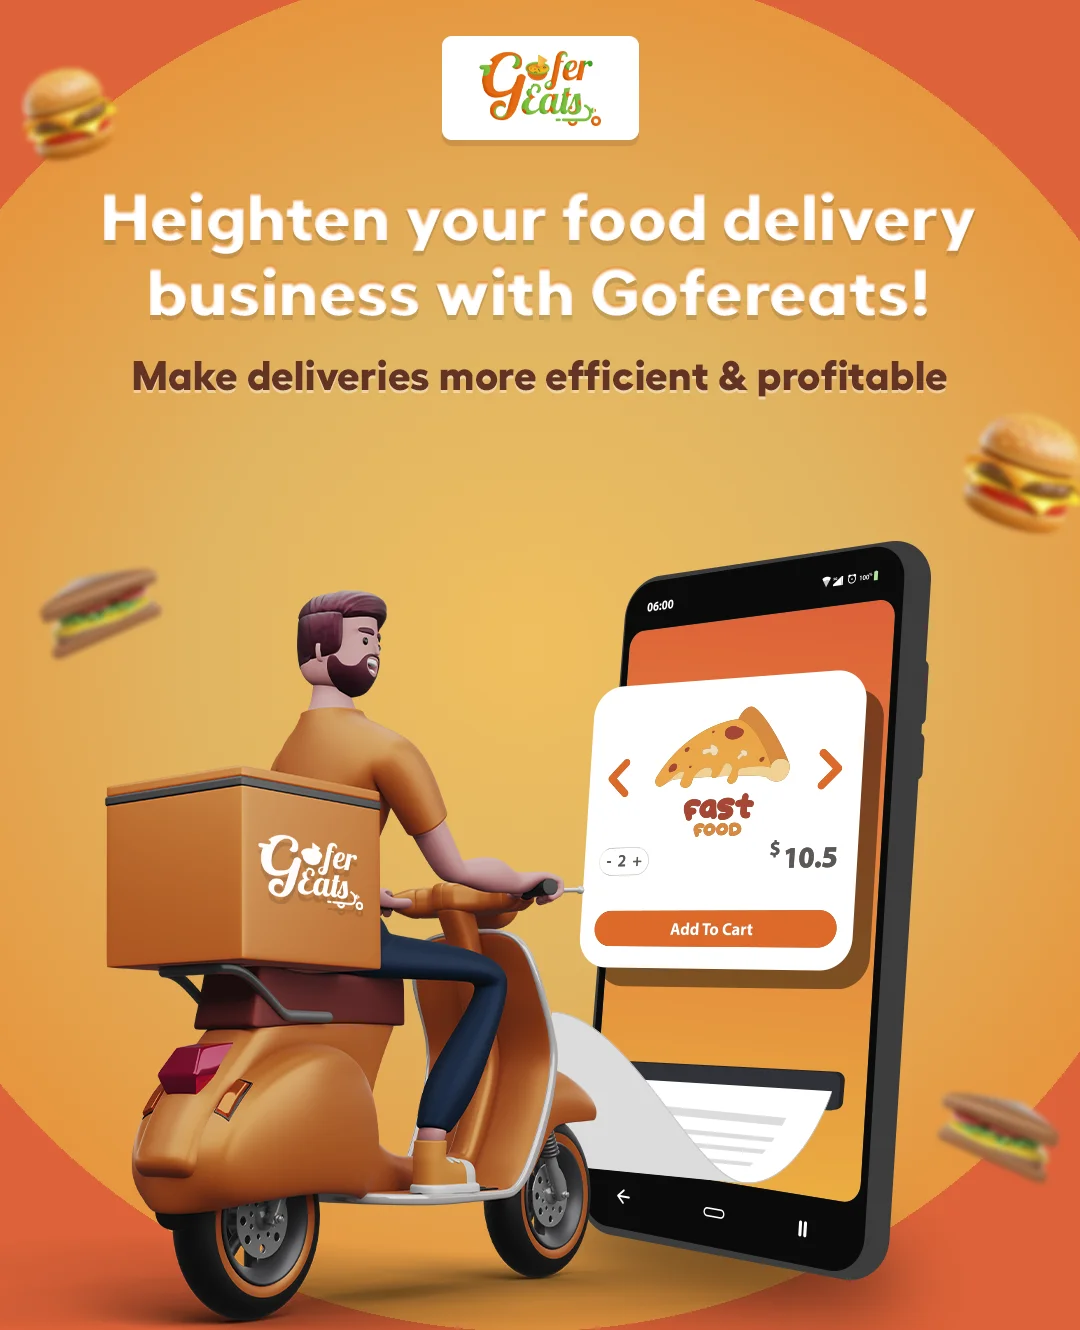 Gofer
Eats
Heighten your food delivery
business with Gofereats!
Make deliveries more efficient & profitable
06:00
100%
FasT
FOOD
- 2 +
$10.5
Add To Cart
Gofer
Eats